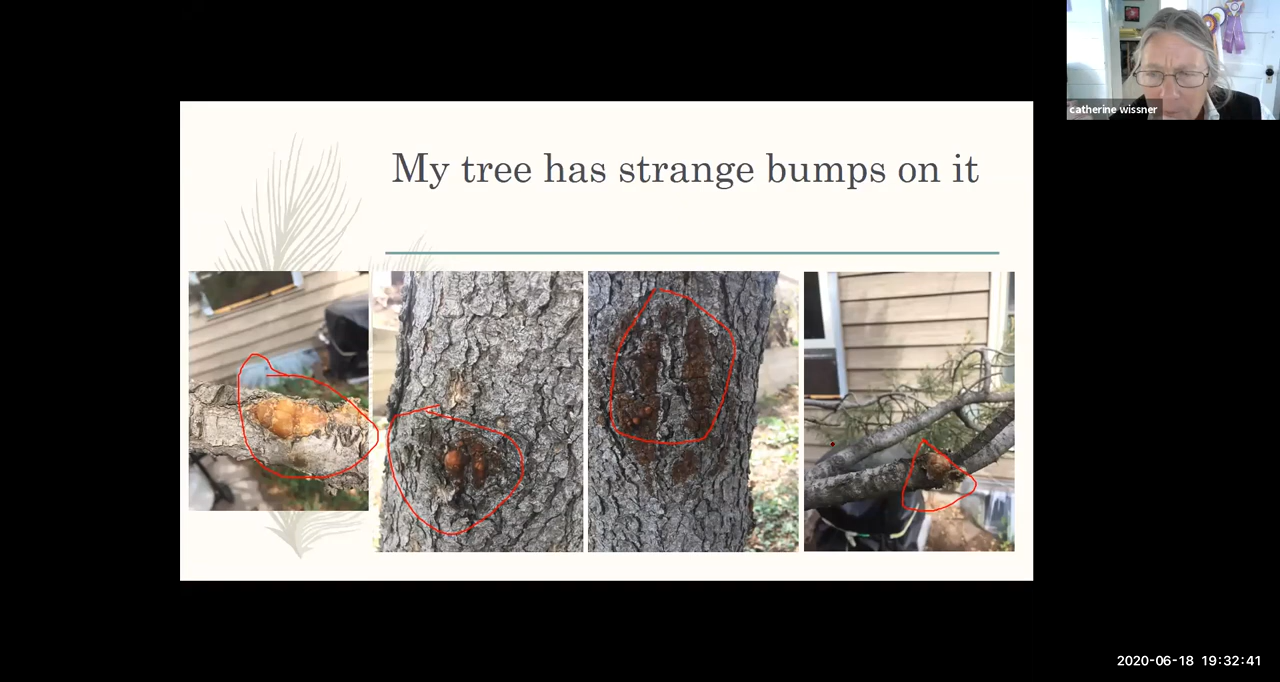 catherine wissner
My tree has strange bumps on it
2020-06-18 19:32:41